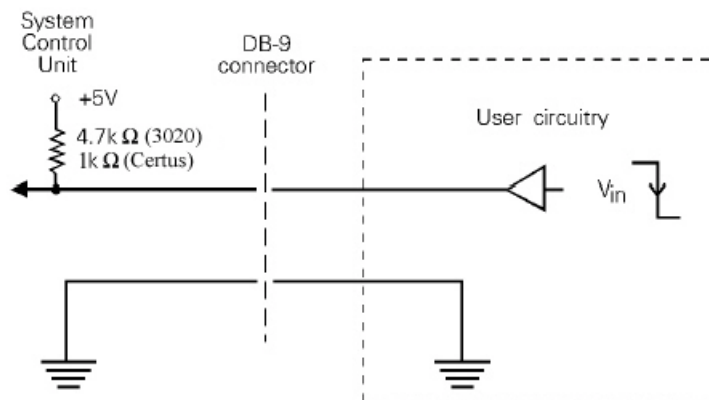 System
Control
Unit
DB-9
connector
+5V
User circuitry
4.7k Ω (3020)
1k Ω (Certus)
Vin